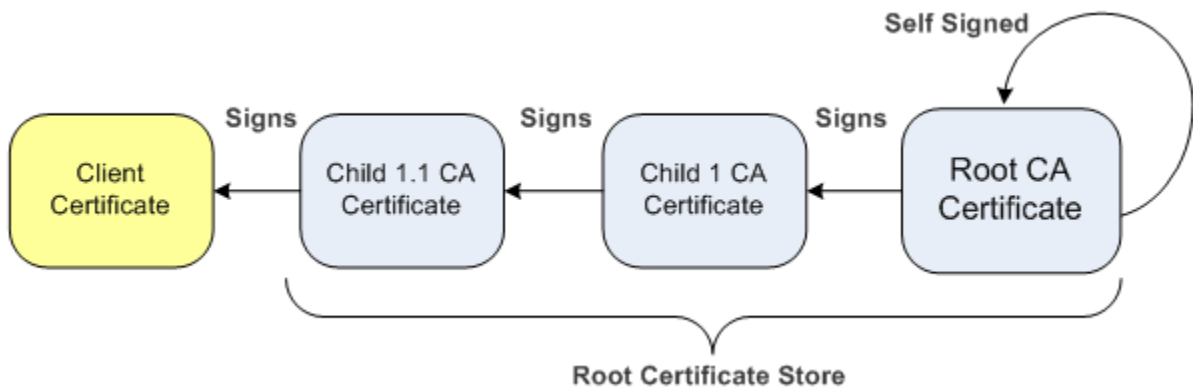 Self Signed
Signs
Signs
Signs
Client
Certificate
Child 1.1 CA
Certificate
Child 1 CA
Certificate
Root CA
Certificate
Root Certificate Store